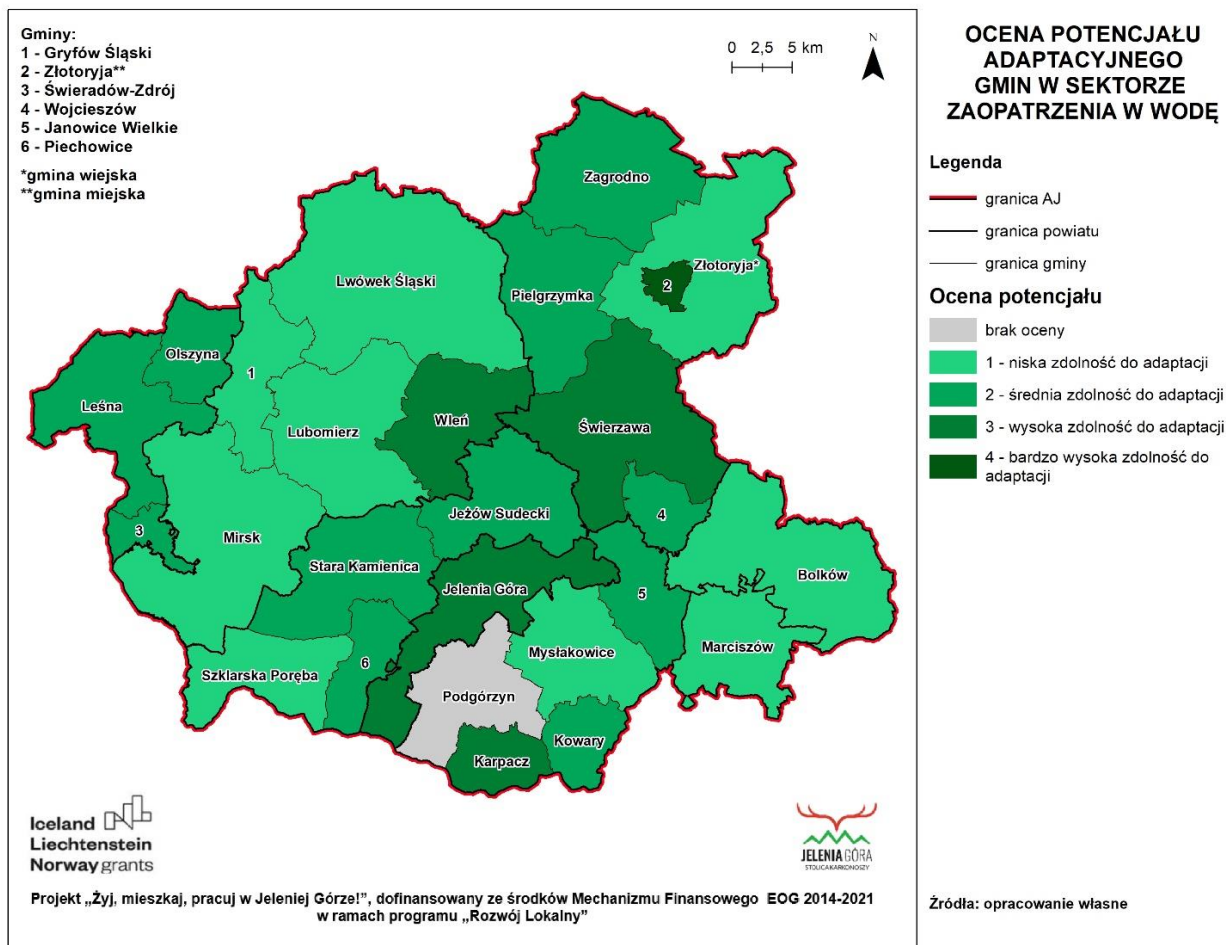 Gminy:
1 - Gryfów Śląski
2 - Złotoryja**
3 - Świeradów-Zdrój
4 - Wojcieszów
5 - Janowice Wielkie
6 - Piechowice
*gmina wiejska
**gmina miejska
0 2,5 5 km
N
Zagrodno
Złotoryja*
2
Lwówek Śląski
Pielgrzymka
Olszyna
1
Leśna
Lubomierz
Wleń
Świerzawa
3
Mirsk
Jeżów Sudecki
4
Stara Kamienica
Jelenia Góra
5
Bolków
Marciszów
Mysłakowice
Szklarska Poręba
6
Podgórzyn
Kowary
Karpacz
Iceland
Liechtenstein
Norway grants
JELENIA GÓRA
STOLICA KARKONOSZY
Projekt „Żyj, mieszkaj, pracuj w Jeleniej Górze!”, dofinansowany ze środków Mechanizmu Finansowego EOG 2014-2021
w ramach programu „Rozwój Lokalny”
OCENA POTENCJAŁU
ADAPTACYJNEGO
GMIN W SEKTORZE
ZAOPATRZENIA W WODĘ
Legenda
granica AJ
granica powiatu
granica gminy
Ocena potencjału
brak oceny
1 - niska zdolność do adaptacji
2 - średnia zdolność do adaptacji
3 - wysoka zdolność do adaptacji
4 - bardzo wysoka zdolność do
adaptacji
Źródła: opracowanie własne